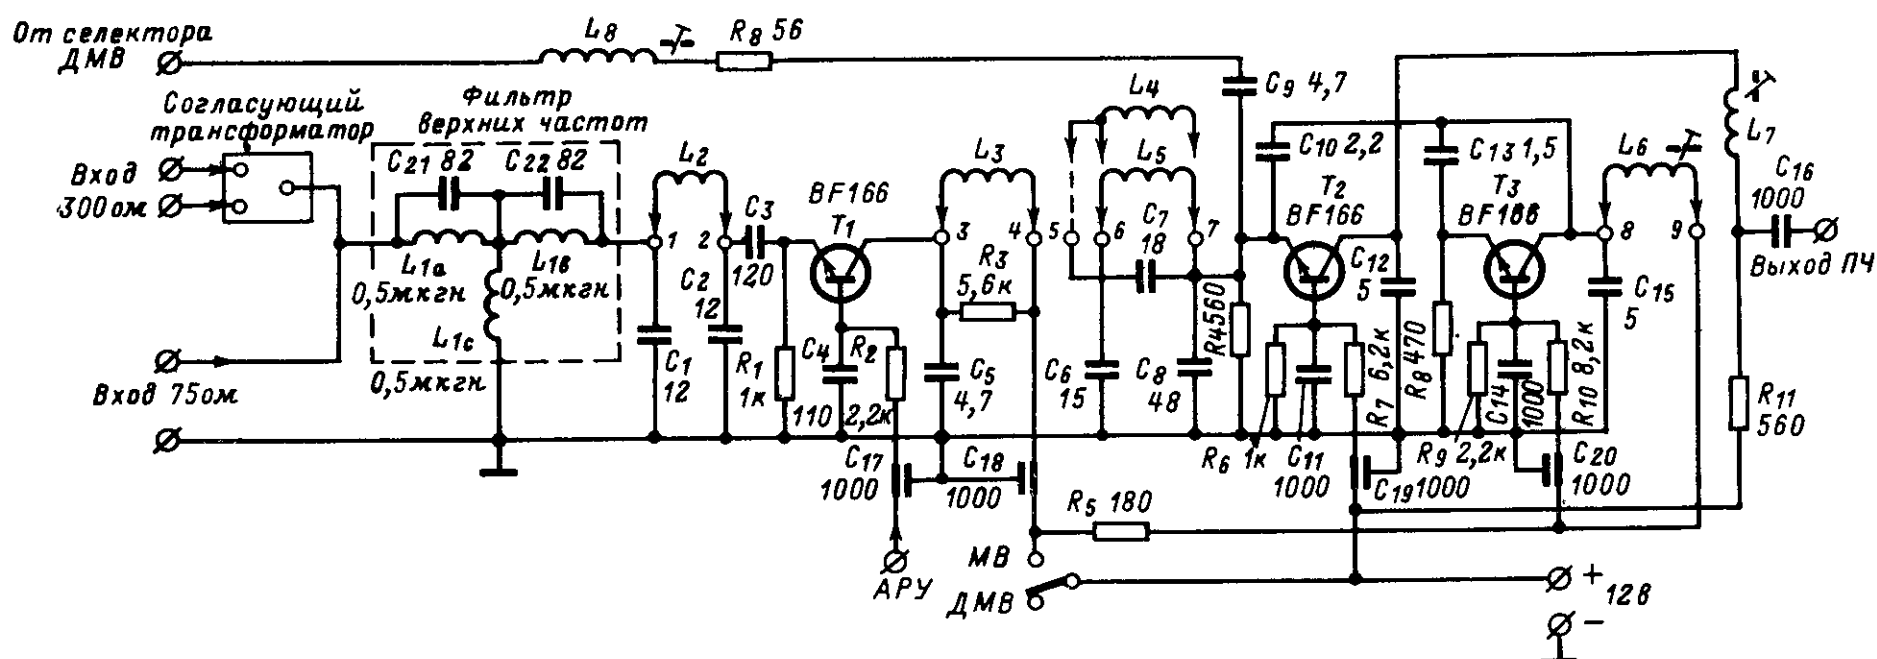 От селектора
ДМВ
L8
R8 56
C9 4,7
Согласующий
трансформатор
Фильтр
верхних частот
C21 82
C22 82
Вход
300 ом
L1а
0,5мкгн
L1в
0,5мкгн
L1с
0,5мкгн
Вход 75ом
L2
1
2
C3
120
C2
12
C1
12
R1
1к
BF166
T1
C4
110
R2
2,2к
L3
3
4
R3
5,6к
C5
4,7
L4
L5
5
6
7
C7
18
C6
15
C8
48
R4 560
C10 2,2
T2
BF166
C12
5
C13 1,5
T3
BF166
L6
8
9
C15
5
L7
C16
1000
Выход ПЧ
R6 1к
C11
1000
R7 6,2к
R8 470
R9 2,2к
C14
1000
R10 8,2к
R11
560
C17
1000
C18
1000
C19 1000
C20
1000
R5 180
АРУ
МВ
ДМВ
+
12в
−